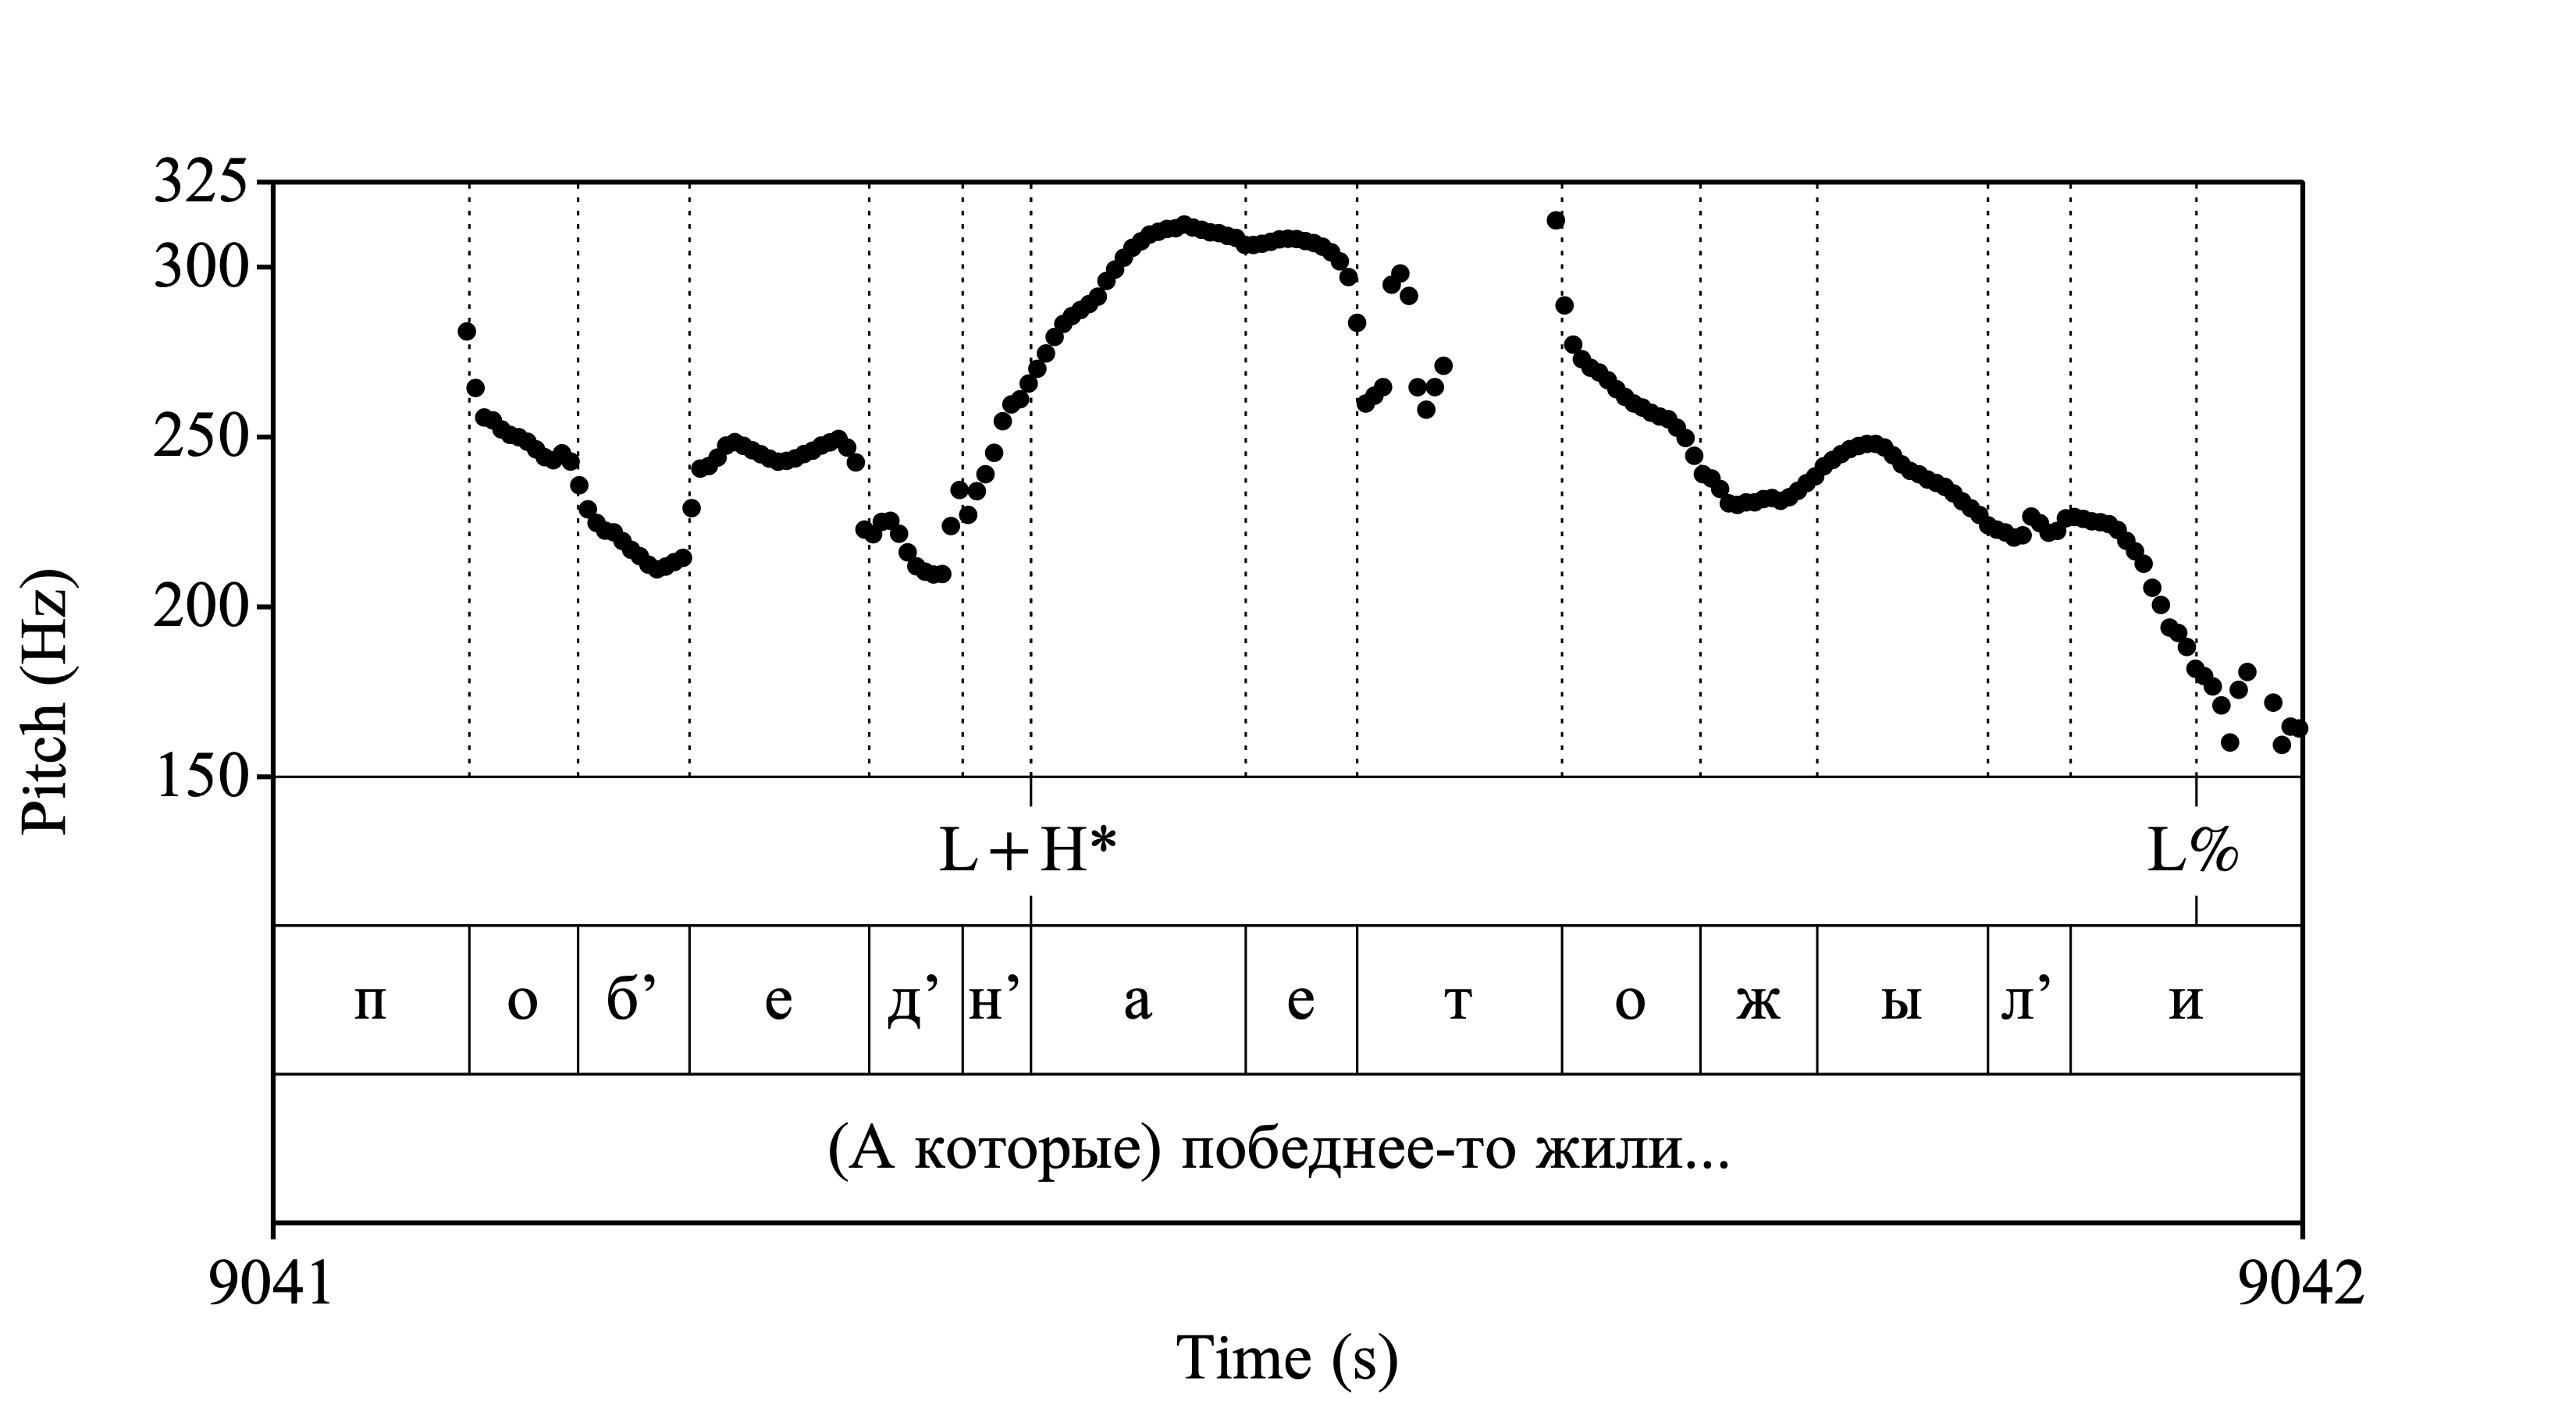 325
300
250
200
150
Pitch (Hz)
L+H* L%
п о б’ е д’ н’ а е т о ж ы л’ и
(А которые) победнее-то жили...
9041 9042
Time (s)